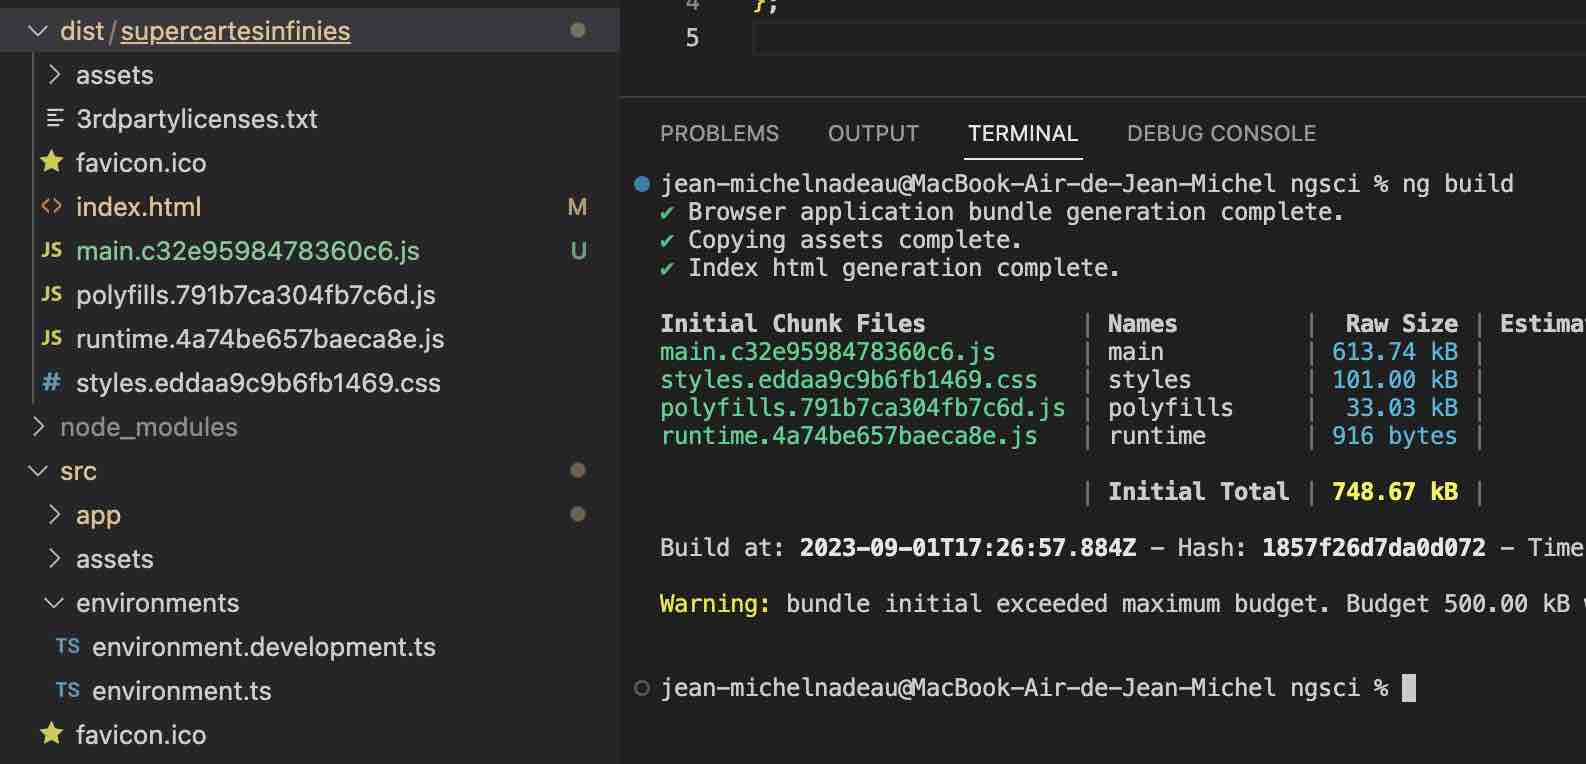 dist / supercartesinfinies
assets
3rdpartylicenses.txt
favicon.ico
index.html M
main.c32e9598478360c6.js U
polyfills.791b7ca304fb7c6d.js
runtime.4a74be657baeca8e.js
styles.eddaa9c9b6fb1469.css
node_modules
src
app
assets
environments
TS environment.development.ts
TS environment.ts
favicon.ico
4 };
5
PROBLEMS OUTPUT TERMINAL DEBUG CONSOLE
jean-michelnadeau@MacBook-Air-de-Jean-Michel ngsci % ng build
✔ Browser application bundle generation complete.
✔ Copying assets complete.
✔ Index html generation complete.
Initial Chunk Files | Names | Raw Size | Estima
main.c32e9598478360c6.js | main | 613.74 kB |
styles.eddaa9c9b6fb1469.css | styles | 101.00 kB |
polyfills.791b7ca304fb7c6d.js | polyfills | 33.03 kB |
runtime.4a74be657baeca8e.js | runtime | 916 bytes |
| Initial Total | 748.67 kB |
Build at: 2023-09-01T17:26:57.884Z - Hash: 1857f26d7da0d072 - Time
Warning: bundle initial exceeded maximum budget. Budget 500.00 kB
jean-michelnadeau@MacBook-Air-de-Jean-Michel ngsci %